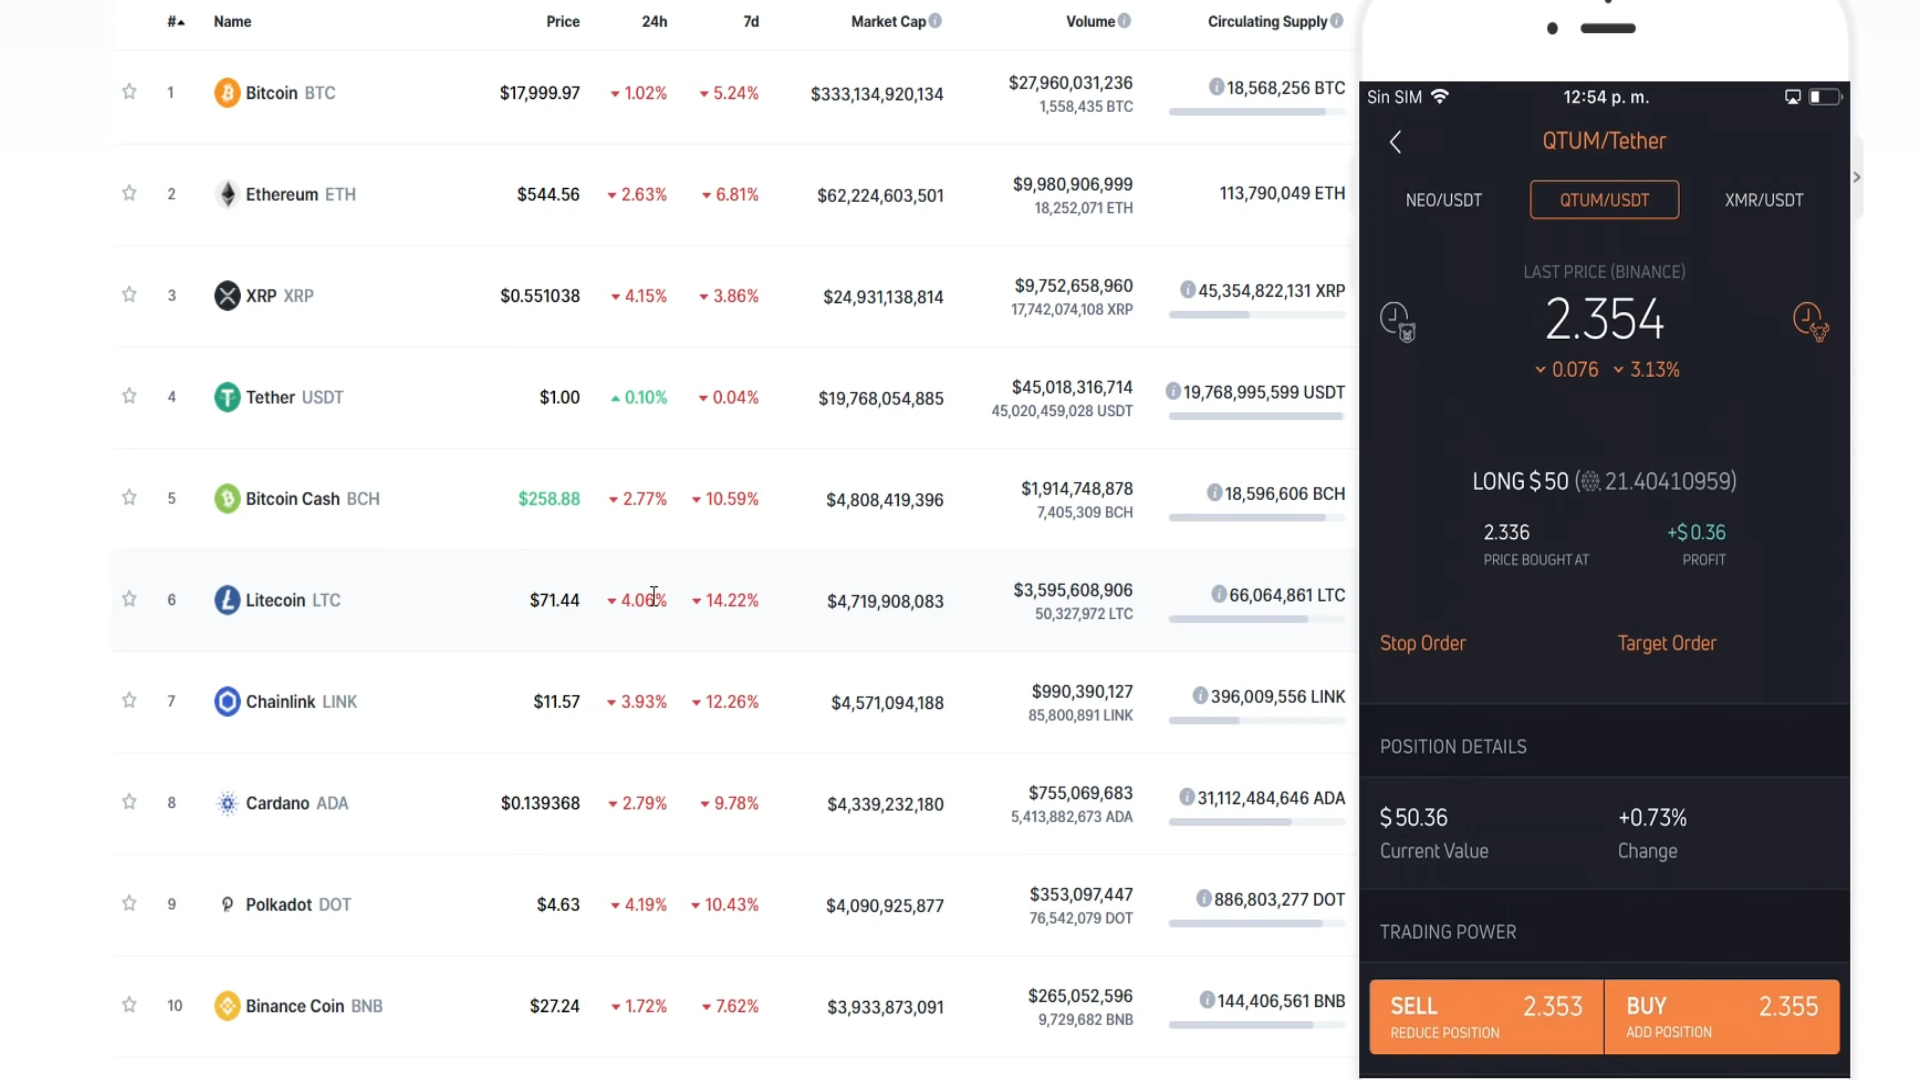 # Name Price 24h 7d Market Cap Volume Circulating Supply
1 Bitcoin BTC $17,999.97 1.02% 5.24% $333,134,920,134 $27,960,031,236 18,568,256 BTC
1,558,435 BTC
2 Ethereum ETH $544.56 2.63% 6.81% $62,224,603,501 $9,980,906,999 113,790,049 ETH
18,252,071 ETH
3 XRP XRP $0.551038 4.15% 3.86% $24,931,138,814 $9,752,658,960 45,354,822,131 XRP
17,742,074,108 XRP
4 Tether USDT $1.00 0.10% 0.04% $19,768,054,885 $45,018,316,714 19,768,995,599 USDT
45,020,459,028 USDT
5 Bitcoin Cash BCH $258.88 2.77% 10.59% $4,808,419,396 $1,914,748,878 18,596,606 BCH
7,405,309 BCH
6 Litecoin LTC $71.44 4.06% 14.22% $4,719,908,083 $3,595,608,906 66,064,861 LTC
50,327,972 LTC
7 Chainlink LINK $11.57 3.93% 12.26% $4,571,094,188 $990,390,127 396,009,556 LINK
85,800,891 LINK
8 Cardano ADA $0.139368 2.79% 9.78% $4,339,232,180 $755,069,683 31,112,484,646 ADA
5,413,882,673 ADA
9 Polkadot DOT $4.63 4.19% 10.43% $4,090,925,877 $353,097,447 886,803,277 DOT
76,542,079 DOT
10 Binance Coin BNB $27.24 1.72% 7.62% $3,933,873,091 $265,052,596 144,406,561 BNB
9,729,682 BNB
Sin SIM 12:54 p. m.
QTUM/Tether
NEO/USDT QTUM/USDT XMR/USDT
LAST PRICE (BINANCE)
2.354
0.076 3.13%
LONG $50 (21.40410959)
2.336 +$0.36
PRICE BOUGHT AT PROFIT
Stop Order Target Order
POSITION DETAILS
$50.36 +0.73%
Current Value Change
TRADING POWER
SELL 2.353 BUY 2.355
REDUCE POSITION ADD POSITION